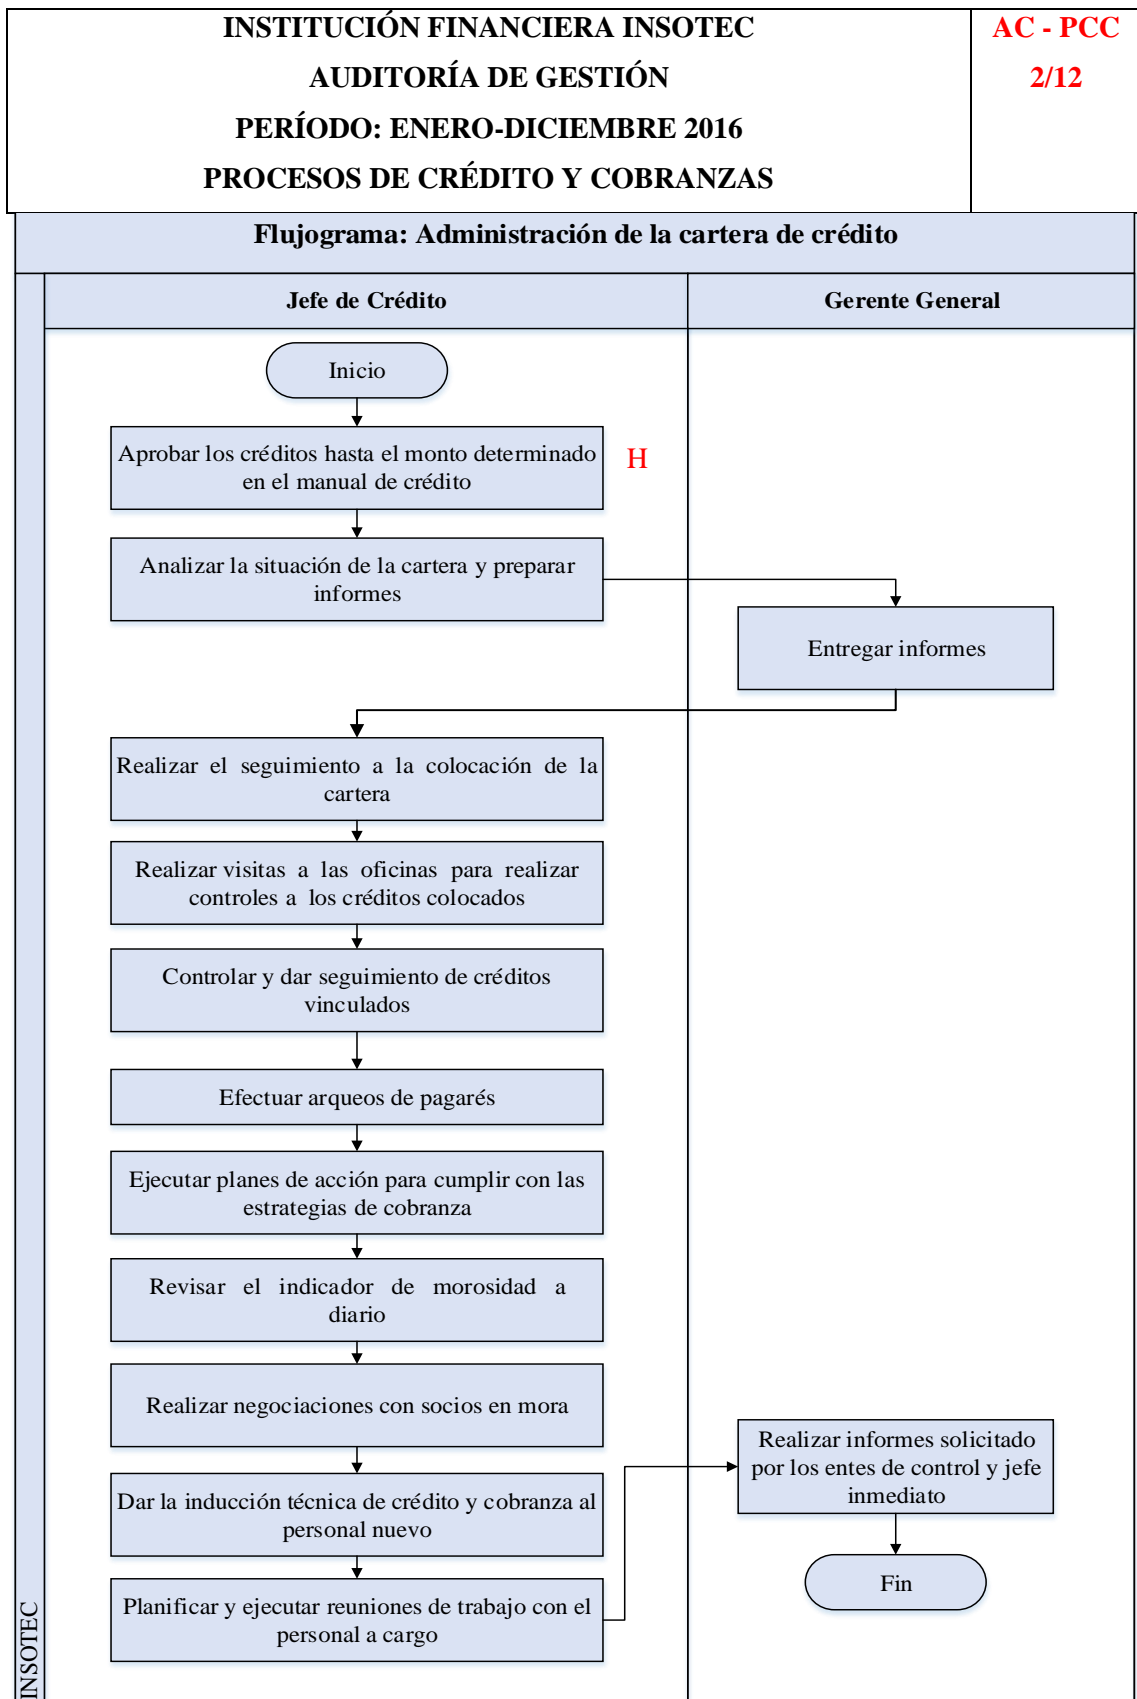 INSTITUCIÓN FINANCIERA INSOTEC
AUDITORÍA DE GESTIÓN
PERÍODO: ENERO-DICIEMBRE 2016
PROCESOS DE CRÉDITO Y COBRANZAS
AC - PCC
2/12
Flujograma: Administración de la cartera de crédito
Jefe de Crédito
Gerente General
Inicio
Aprobar los créditos hasta el monto determinado
en el manual de crédito
H
Analizar la situación de la cartera y preparar
informes
Entregar informes
Realizar el seguimiento a la colocación de la
cartera
Realizar visitas a las oficinas para realizar
controles a los créditos colocados
Controlar y dar seguimiento de créditos
vinculados
Efectuar arqueos de pagarés
Ejecutar planes de acción para cumplir con las
estrategias de cobranza
Revisar el indicador de morosidad a
diario
Realizar negociaciones con socios en mora
Dar la inducción técnica de crédito y cobranza al
personal nuevo
Planificar y ejecutar reuniones de trabajo con el
personal a cargo
Realizar informes solicitado
por los entes de control y jefe
inmediato
Fin
INSOTEC